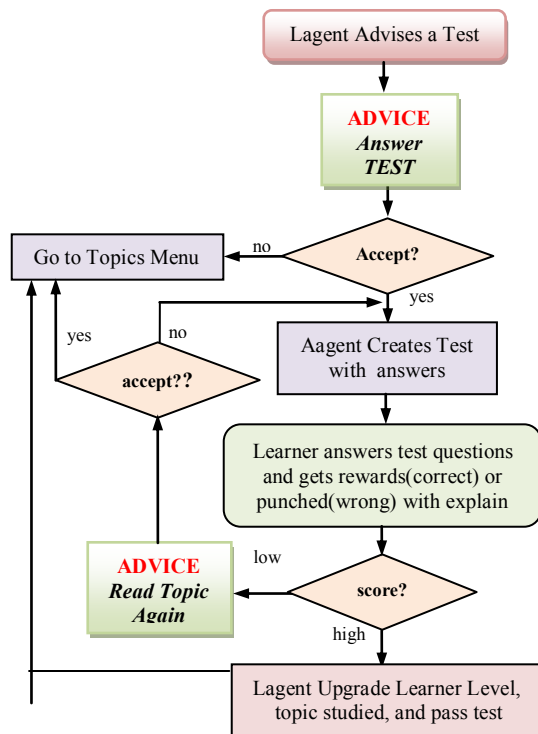 Lagent Advises a Test
ADVICE
Answer
TEST
no
Accept?
Go to Topics Menu
yes
yes
no
Aagent Creates Test
with answers
accept??
Learner answers test questions
and gets rewards(correct) or
punched(wrong) with explain
low
ADVICE
Read Topic
Again
score?
high
Lagent Upgrade Learner Level,
topic studied, and pass test